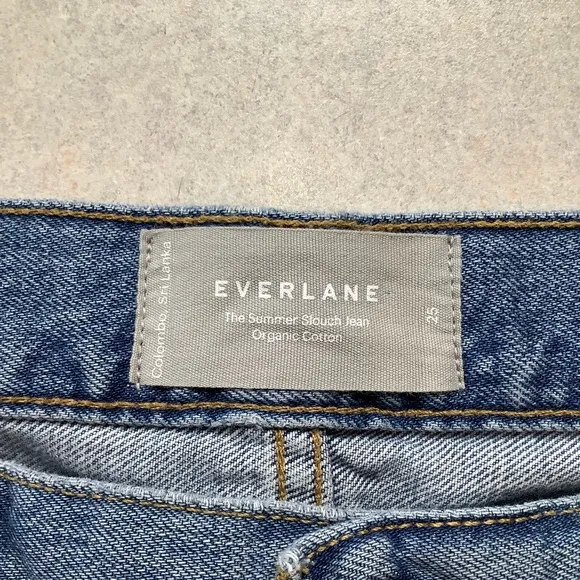 EVERLANE
The Summer Slouch Jean
Organic Cotton
Colombo, Sri Lanka
25